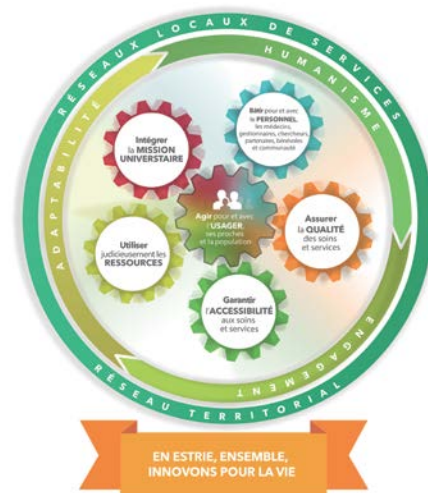 RÉSEAUX LOCAUX DE SERVICES
HUMANISME
ADAPTABILITÉ
Intégrer
la MISSION
UNIVERSTAIRE
Bâtir pour et avec
le PERSONNEL,
les médecins,
gestionnaires, chercheurs,
partenaires, bénévoles
et communauté
Agir pour et avec
l'USAGER,
ses proches
et la population
Assurer
la QUALITÉ
des soins
et services
Utiliser
judicieusement les
RESSOURCES
Garantir
l'ACCESSIBILITÉ
aux soins
et services
ENGAGEMENT
RÉSEAU TERRITORIAL
EN ESTRIE, ENSEMBLE,
INNOVONS POUR LA VIE